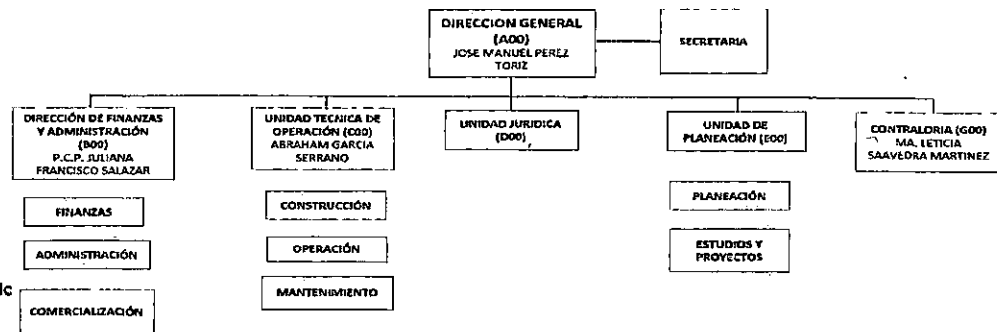 DIRECCION GENERAL
(A00)
JOSE MANUEL PEREZ
TORIZ
SECRETARIA
DIRECCIÓN DE FINANZAS
Y ADMINISTRACIÓN
(B00)
P.C.P. JULIANA
FRANCISCO SALAZAR
UNIDAD TECNICA DE
OPERACIÓN (C00)
ABRAHAM GARCIA
SERRANO
UNIDAD JURIDICA
(D00)
UNIDAD DE
PLANEACIÓN (E00)
CONTRALORIA (G00)
MA. LETICIA
SAAVEDRA MARTINEZ
FINANZAS
CONSTRUCCIÓN
PLANEACIÓN
ADMINISTRACIÓN
OPERACIÓN
ESTUDIOS Y
PROYECTOS
COMERCIALIZACIÓN
MANTENIMIENTO